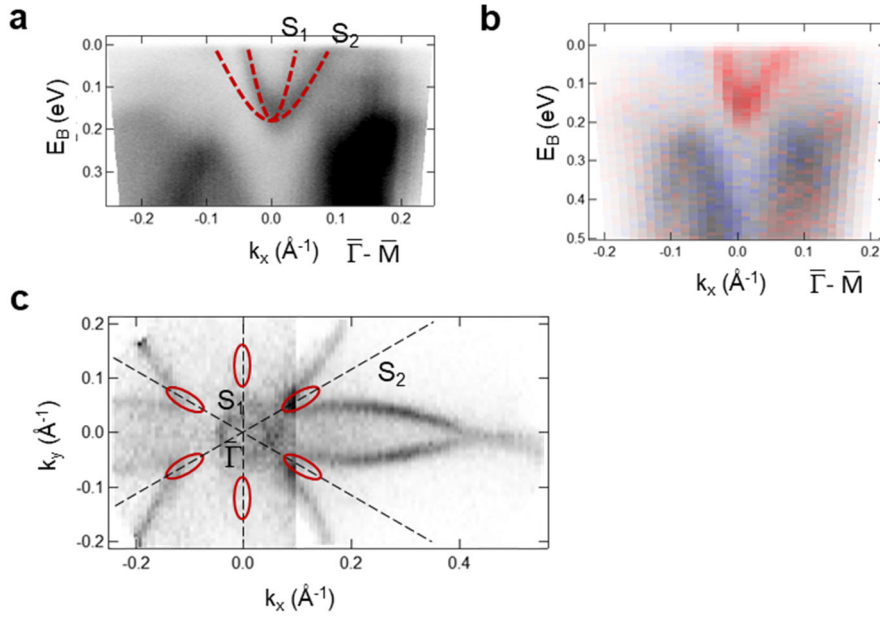 a
S₁ S₂
0.0
0.1
0.2
0.3
E_B (eV)
-0.2 -0.1 0.0 0.1 0.2
kₓ (Å⁻¹) Γ̅ - M̅
b
0.0
0.1
0.2
0.3
0.4
0.5
E_B (eV)
-0.2 -0.1 0.0 0.1 0.2
kₓ (Å⁻¹) Γ̅ - M̅
c
0.2
0.1
0.0
-0.1
-0.2
k_y (Å⁻¹)
S₂
S₁
Γ̅
-0.2 0.0 0.2 0.4
kₓ (Å⁻¹)